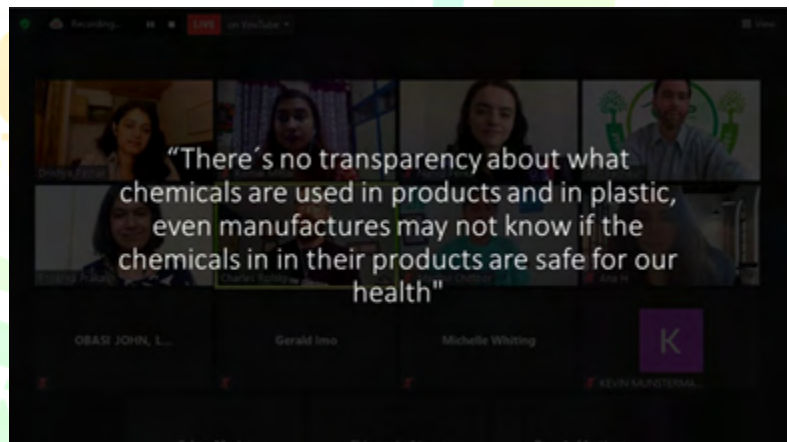 Recording...
LIVE
on YouTube
View
“There´s no transparency about what
chemicals are used in products and in plastic,
even manufactures may not know if the
chemicals in in their products are safe for our
health"
OBASI JOHN, L...
Gerald Imo
Michelle Whiting
K
KEVIN MUNSTERMA...